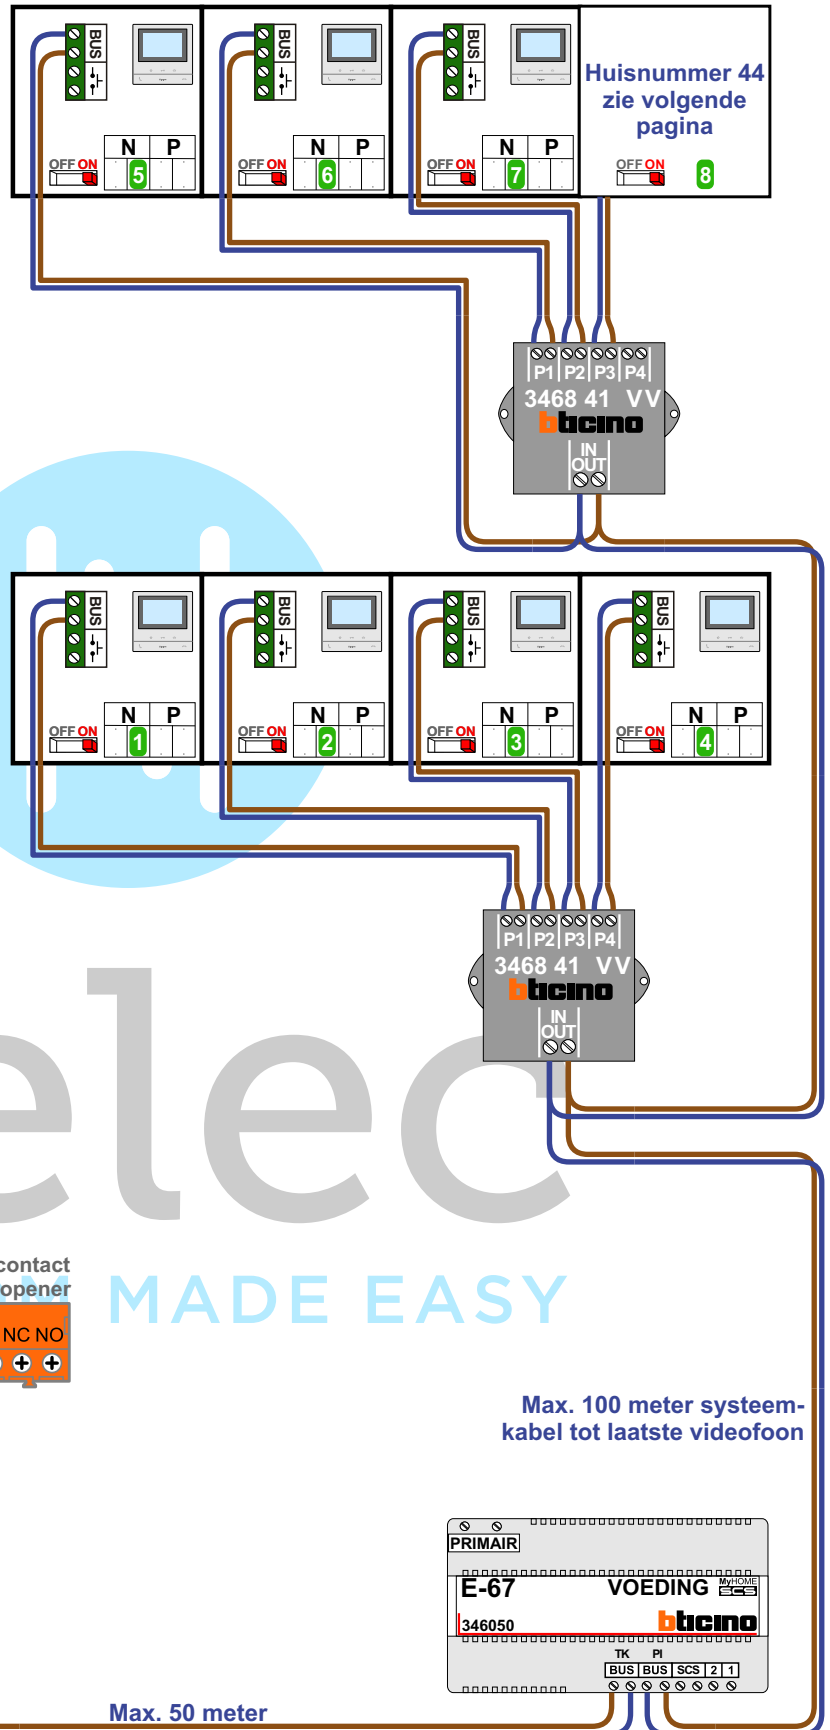 BUS
BUS
BUS
Huisnummer 44
zie volgende
pagina
N P
N P
N P
OFF ON
5
OFF ON
6
OFF ON
7
OFF ON
8
P1 P2 P3 P4
3468 41 VV
bticino
IN
OUT
BUS
BUS
BUS
BUS
N P
N P
N P
N P
OFF ON
1
OFF ON
2
OFF ON
3
OFF ON
4
P1 P2 P3 P4
3468 41 VV
bticino
IN
OUT
elec
contact
opener
OM MADE EASY
NC NO
Max. 100 meter systeem-
kabel tot laatste videofoon
PRIMAIR
E-67
VOEDING
MyHOME
SCS
346050
bticino
TK PI
BUS BUS SCS 2 1
Max. 50 meter